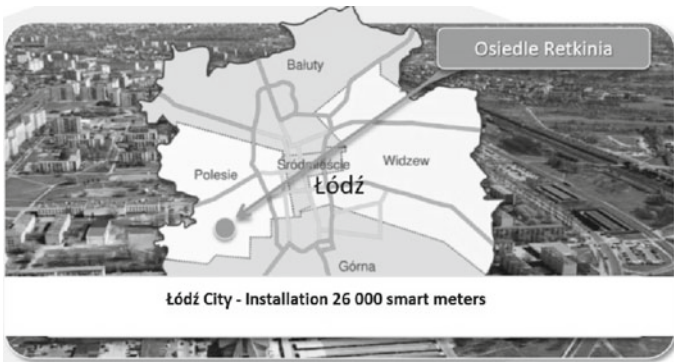 Osiedle Retkinia
Bałuty
Polesie
Śródmieście
Widzew
Łódź
Górna
Łódź City - Installation 26 000 smart meters